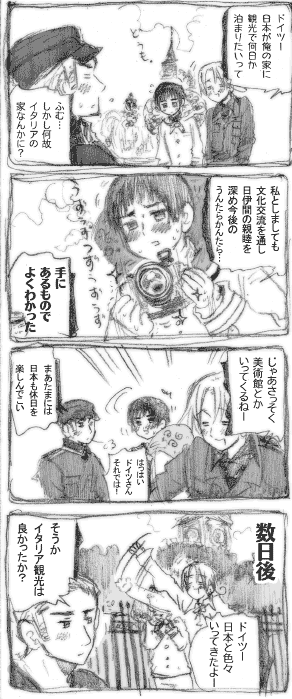 ドイツー
日本が俺の家に
観光で何日か
泊まりたいって
どうも。
ふむ…
しかし何故
イタリアの
家なんかに?
私としましても
文化交流を通し
日伊間の親睦を
深め今後の
うんたらかんたら…
うずっ
うずっ
うずっ
手に
あるもので
よくわかった
じゃあさっそく
美術館とか
いってくるねー
まあたまには
日本も休日を
楽しんでこい
はっはい
ドイツさん
それでは!
数日後
ドイツー
日本と色々
いってきたよー
そうか
イタリア観光は
良かったか?